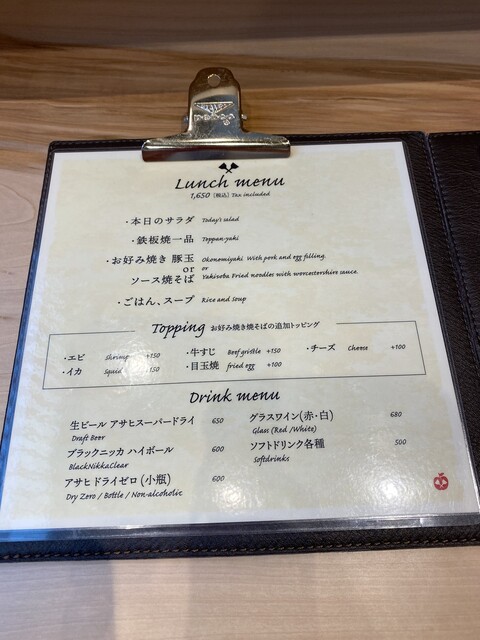 Lunch menu
1,650 (税込) Tax included
・本日のサラダ Today's salad
・鉄板焼一品 Teppan-yaki
・お好み焼き 豚玉 Okonomiyaki With pork and egg filling.
or or
ソース焼そば Yakisoba Fried noodles with worcestershire sauce.
・ごはん、スープ Rice and soup
Topping お好み焼き焼そばの追加トッピング
・エビ Shrimp +150 ・牛すじ Beef gristle +150 ・チーズ Cheese +100
・イカ Squid 150 ・目玉焼 fried egg +100
Drink menu
生ビール アサヒスーパードライ 650 グラスワイン(赤・白) 680
Draft Beer Glass (Red /White)
ブラックニッカ ハイボール 600 ソフトドリンク各種 500
BlackNikkaClear Softdrinks
アサヒドライゼロ (小瓶) 600
Dry Zero / Bottle / Non-alcoholic